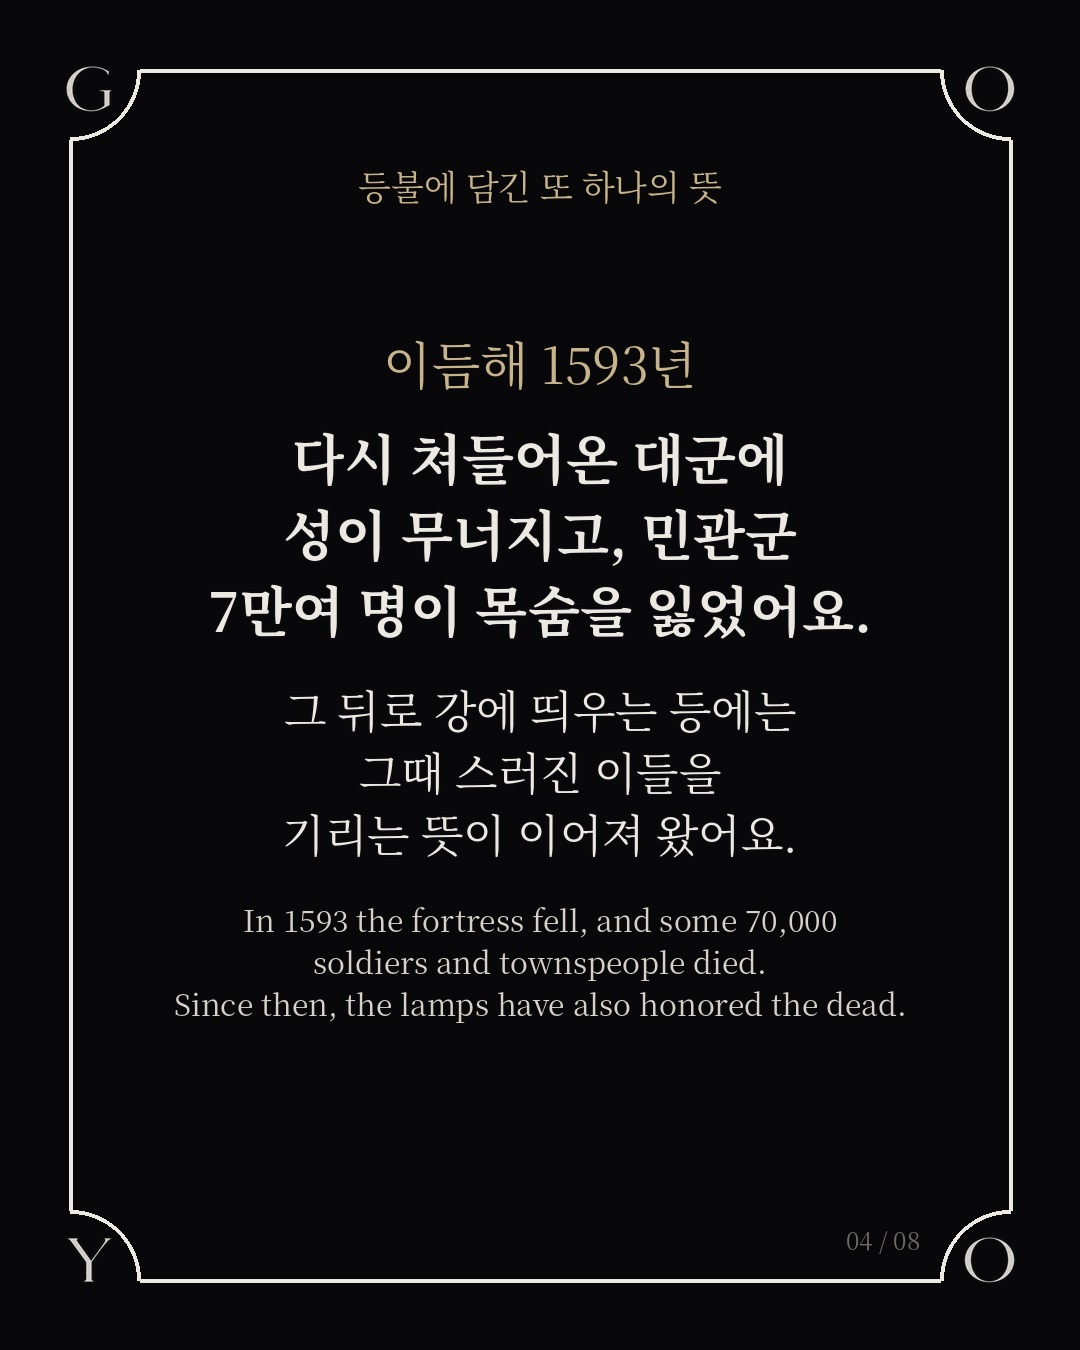 G O
등불에 담긴 또 하나의 뜻
이듬해 1593년
다시 쳐들어온 대군에
성이 무너지고, 민관군
7만여 명이 목숨을 잃었어요.
그 뒤로 강에 띄우는 등에는
그때 스러진 이들을
기리는 뜻이 이어져 왔어요.
In 1593 the fortress fell, and some 70,000
soldiers and townspeople died.
Since then, the lamps have also honored the dead.
04 / 08
Y O